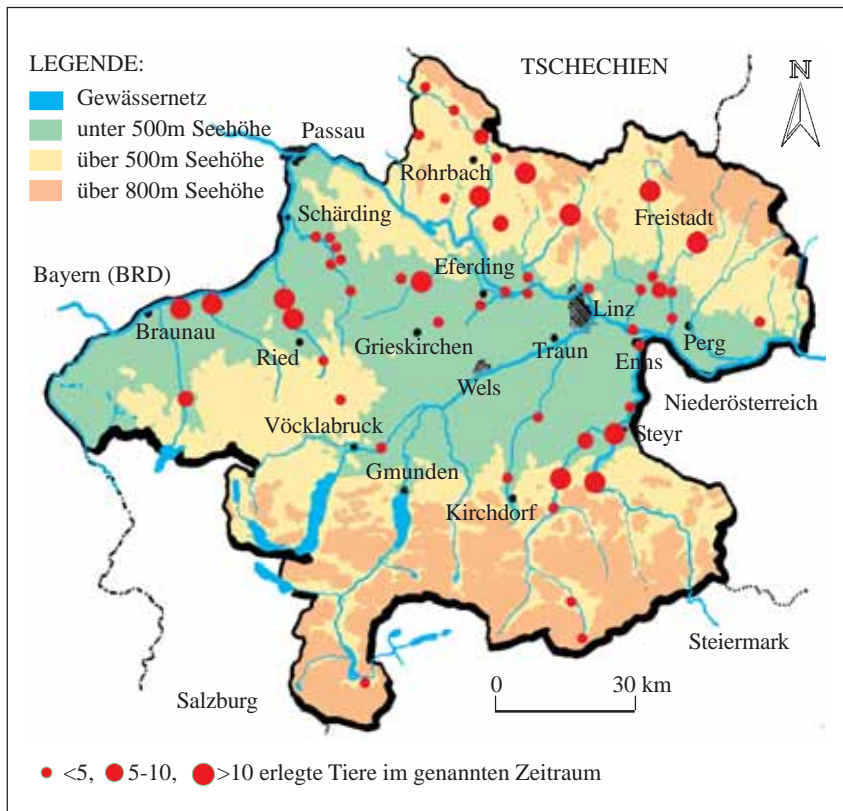 LEGENDE:
Gewässernetz
unter 500m Seehöhe
über 500m Seehöhe
über 800m Seehöhe
TSCHECHIEN
N
Passau
Rohrbach
Schärding
Freistadt
Bayern (BRD)
Eferding
Linz
Braunau
Ried
Grieskirchen
Traun
Perg
Enns
Wels
Niederösterreich
Vöcklabruck
Steyr
Gmunden
Kirchdorf
Steiermark
Salzburg
0 30 km
<5, 5-10, >10 erlegte Tiere im genannten Zeitraum